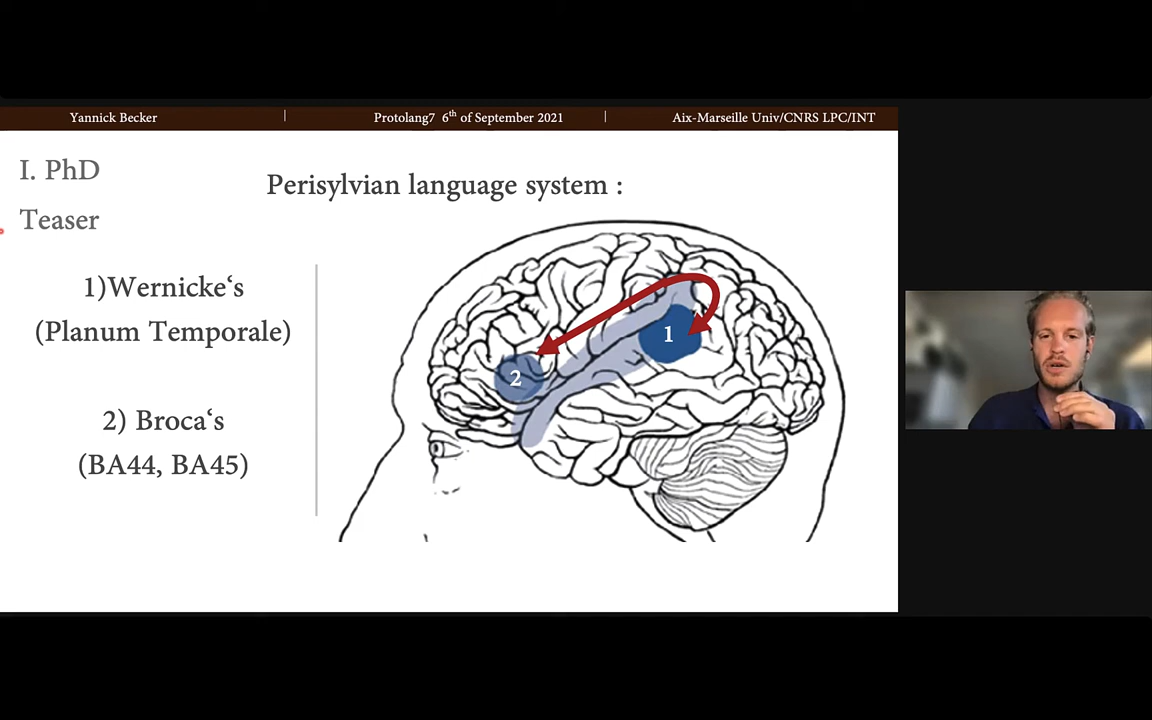 Yannick Becker | Protolang7 6th of September 2021 | Aix-Marseille Univ/CNRS LPC/INT
I. PhD
Teaser
Perisylvian language system :
1)Wernicke‘s
(Planum Temporale)
2) Broca‘s
(BA44, BA45)
1
2